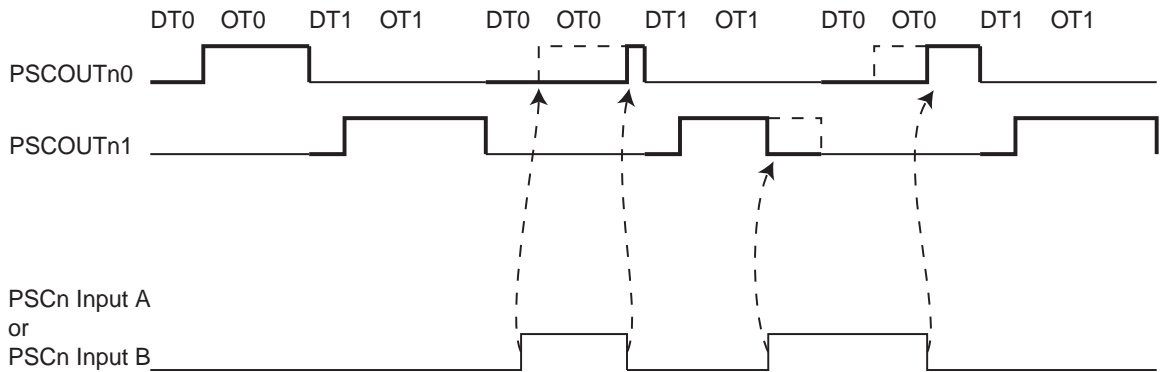 DT0 OT0 DT1 OT1 DT0 OT0 DT1 OT1 DT0 OT0 DT1 OT1
PSCOUTn0
PSCOUTn1
PSCn Input A
or
PSCn Input B